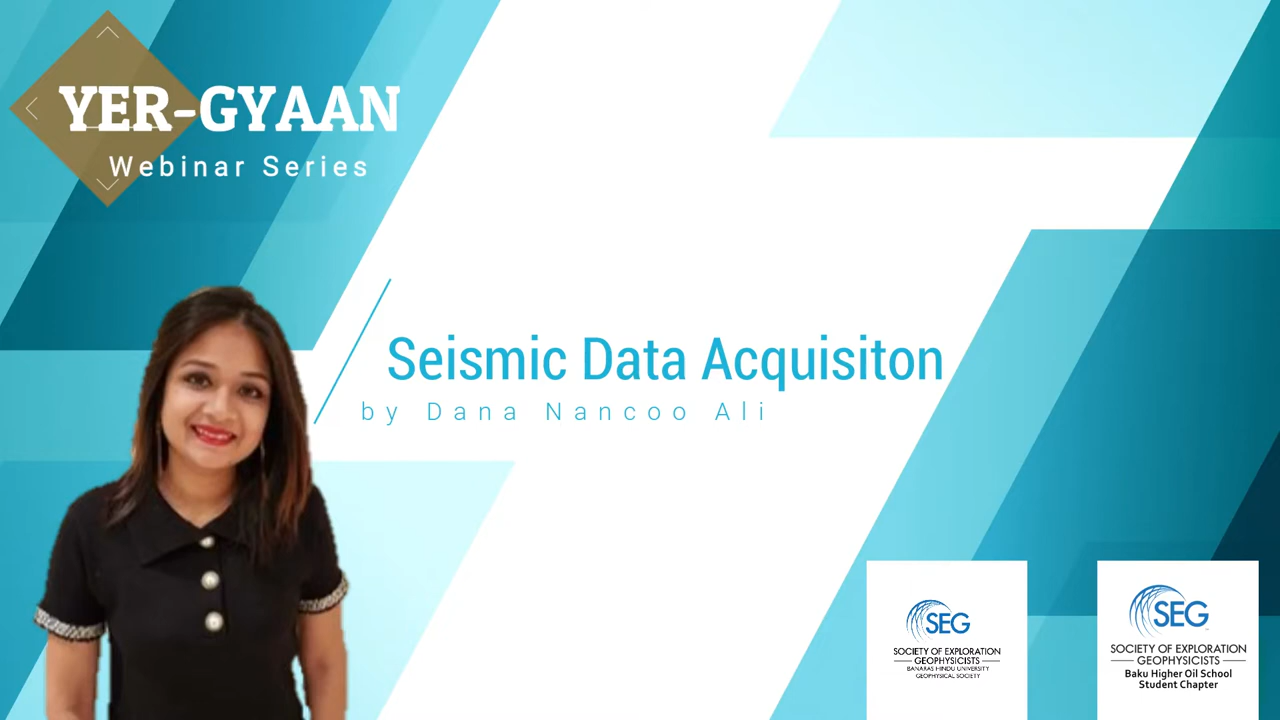 YER-GYAAN
Webinar Series
Seismic Data Acquisiton
by Dana Nancoo Ali
SEG
SOCIETY OF EXPLORATION
GEOPHYSICISTS
BANARAS HINDU UNIVERSITY
GEOPHYSICAL SOCIETY
SEG
SOCIETY OF EXPLORATION
GEOPHYSICISTS
Baku Higher Oil School
Student Chapter